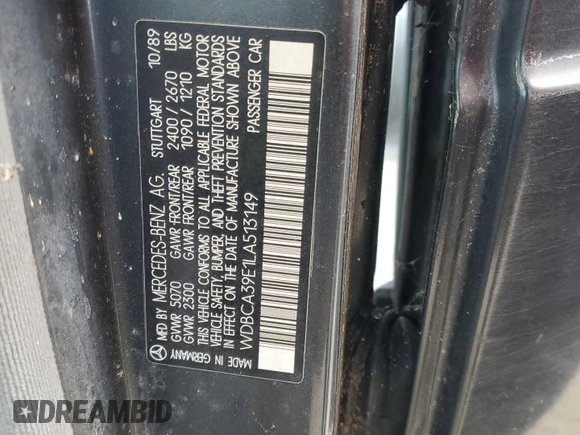 MFD BY MERCEDES-BENZ AG. STUTTGART 10/89
GVWR 5070 GAWR FRONT/REAR 2400 / 2670 LBS
GVWR 2300 GAWR FRONT/REAR 1090 / 1210 KG
THIS VEHICLE CONFORMS TO ALL APPLICABLE FEDERAL MOTOR
VEHICLE SAFETY, BUMPER, AND THEFT PREVENTION STANDARDS
IN EFFECT ON THE DATE OF MANUFACTURE SHOWN ABOVE
WDBCA39E1LA513149 PASSENGER CAR
MADE IN GERMANY
DREAMBID